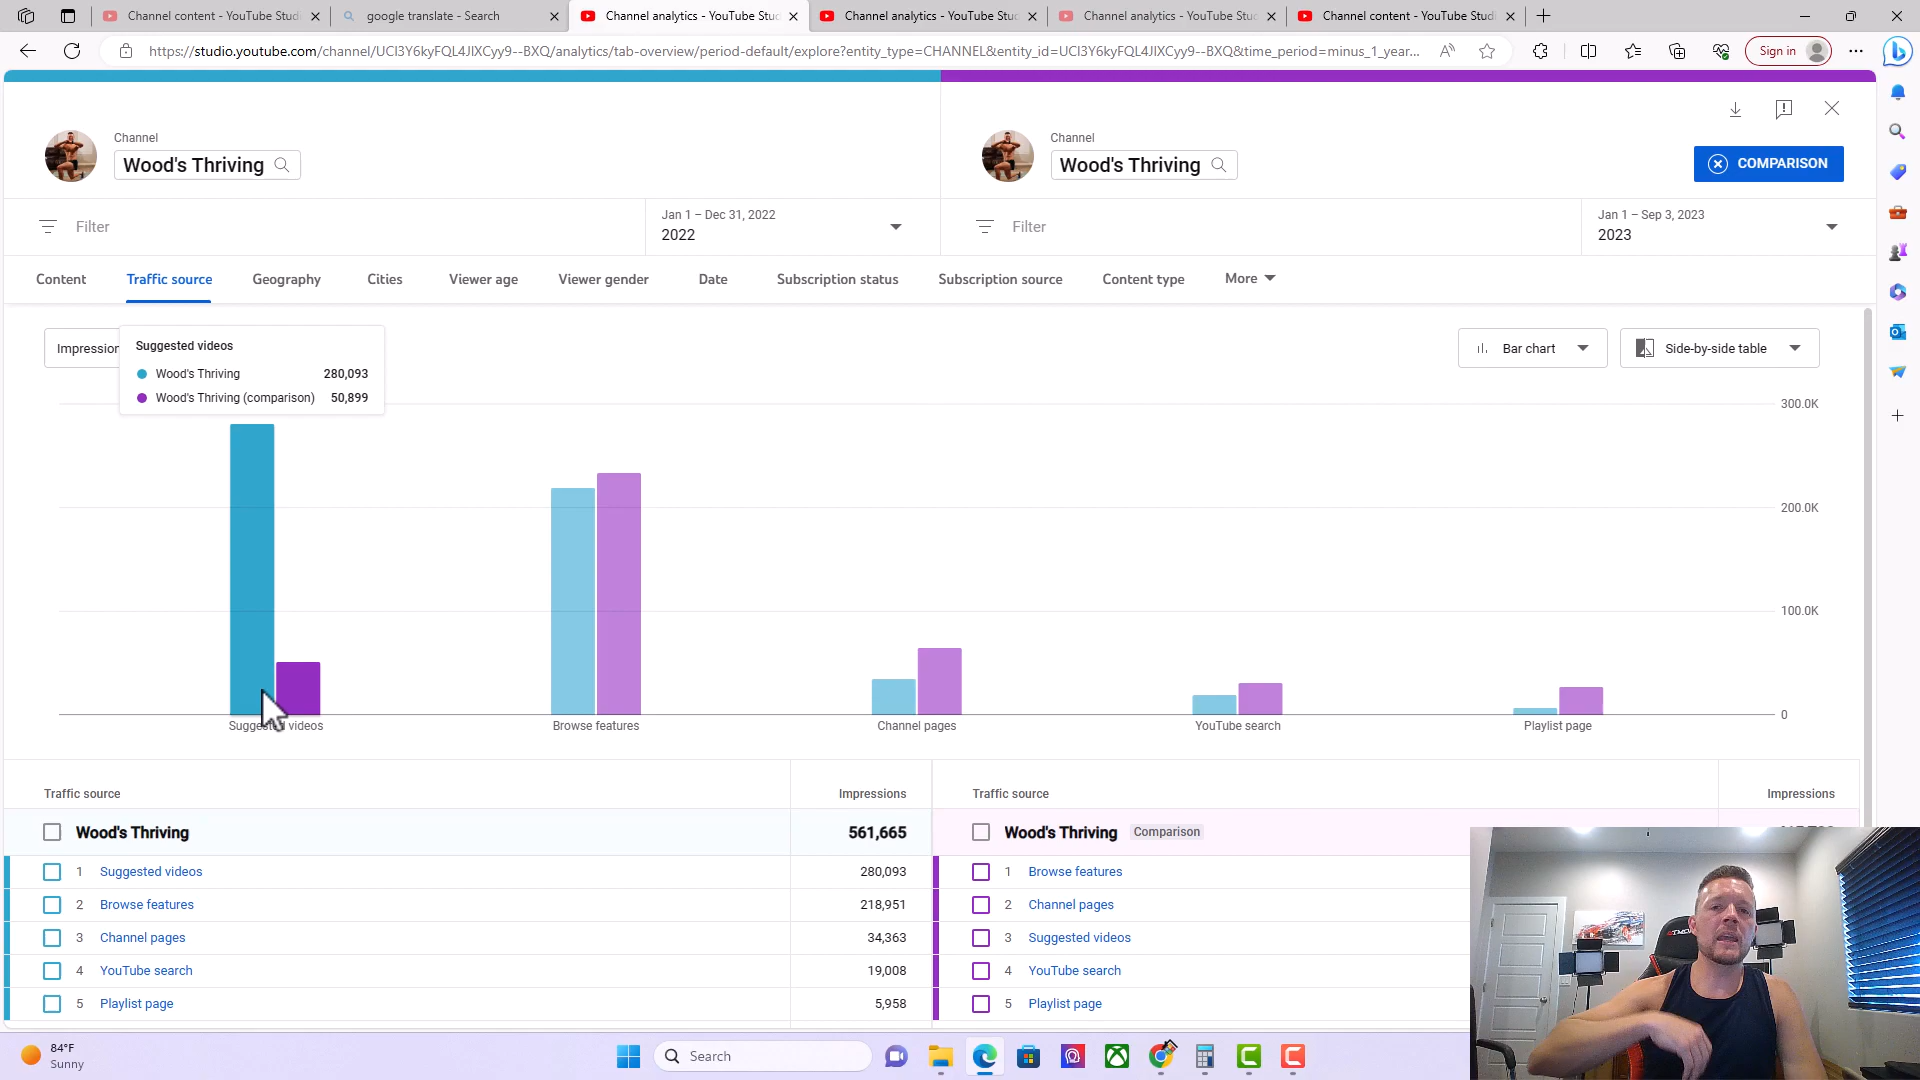 Channel content - YouTube Studi
google translate - Search
Channel analytics - YouTube Stu
Channel analytics - YouTube Stu
Channel analytics - YouTube Stu
Channel content - YouTube Studi
https://studio.youtube.com/channel/UCI3Y6kyFQL4JIXCyy9--BXQ/analytics/tab-overview/period-default/explore?entity_type=CHANNEL&entity_id=UCI3Y6kyFQL4JIXCyy9--BXQ&time_period=minus_1_year...
Sign in
Channel
Wood's Thriving
Channel
Wood's Thriving
COMPARISON
Filter
Jan 1 – Dec 31, 2022
2022
Filter
Jan 1 – Sep 3, 2023
2023
Content
Traffic source
Geography
Cities
Viewer age
Viewer gender
Date
Subscription status
Subscription source
Content type
More
Impression
Suggested videos
Wood's Thriving 280,093
Wood's Thriving (comparison) 50,899
Bar chart
Side-by-side table
300.0K
200.0K
100.0K
0
Suggested videos
Browse features
Channel pages
YouTube search
Playlist page
Traffic source Impressions
Traffic source Impressions
Wood's Thriving 561,665
Wood's Thriving Comparison
1 Suggested videos 280,093
1 Browse features
2 Browse features 218,951
2 Channel pages
3 Channel pages 34,363
3 Suggested videos
4 YouTube search 19,008
4 YouTube search
5 Playlist page 5,958
5 Playlist page
84°F
Sunny
Search